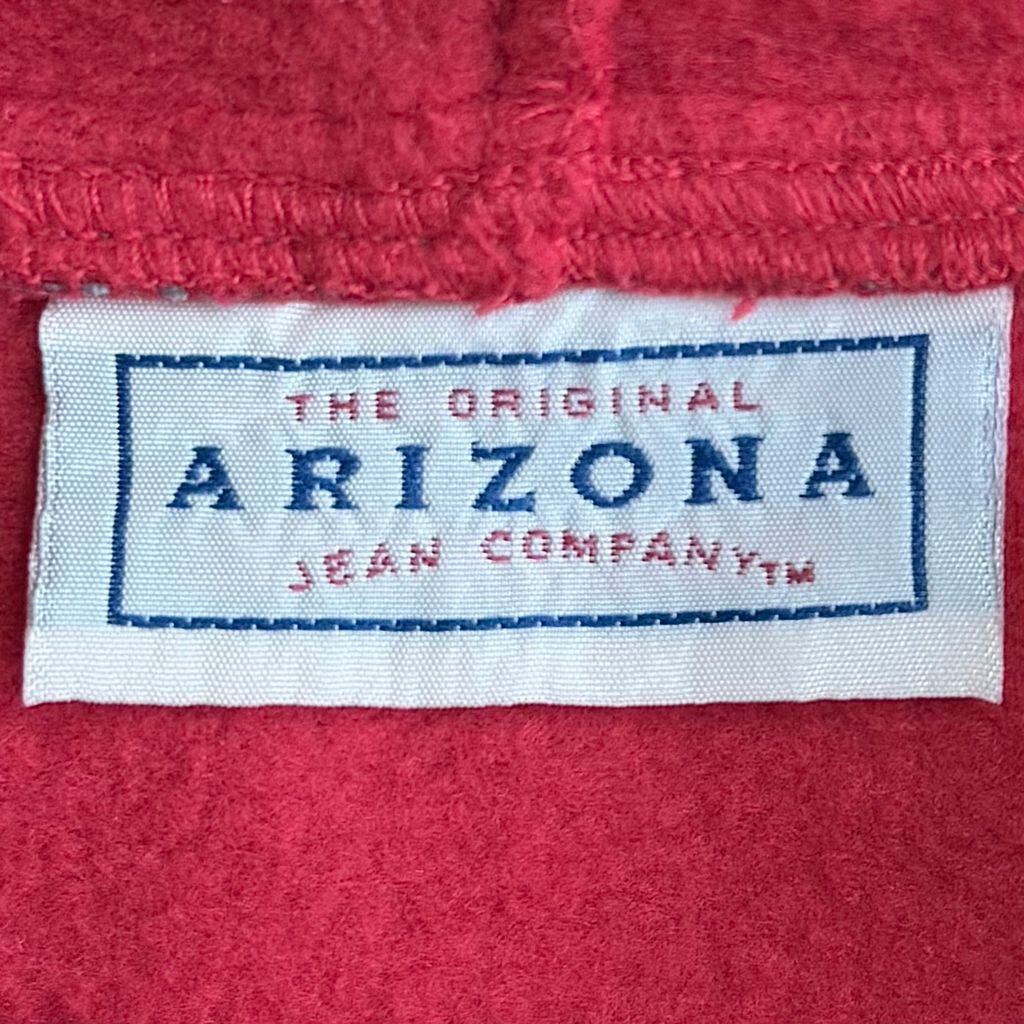 THE ORIGINAL
ARIZONA
JEAN COMPANY™